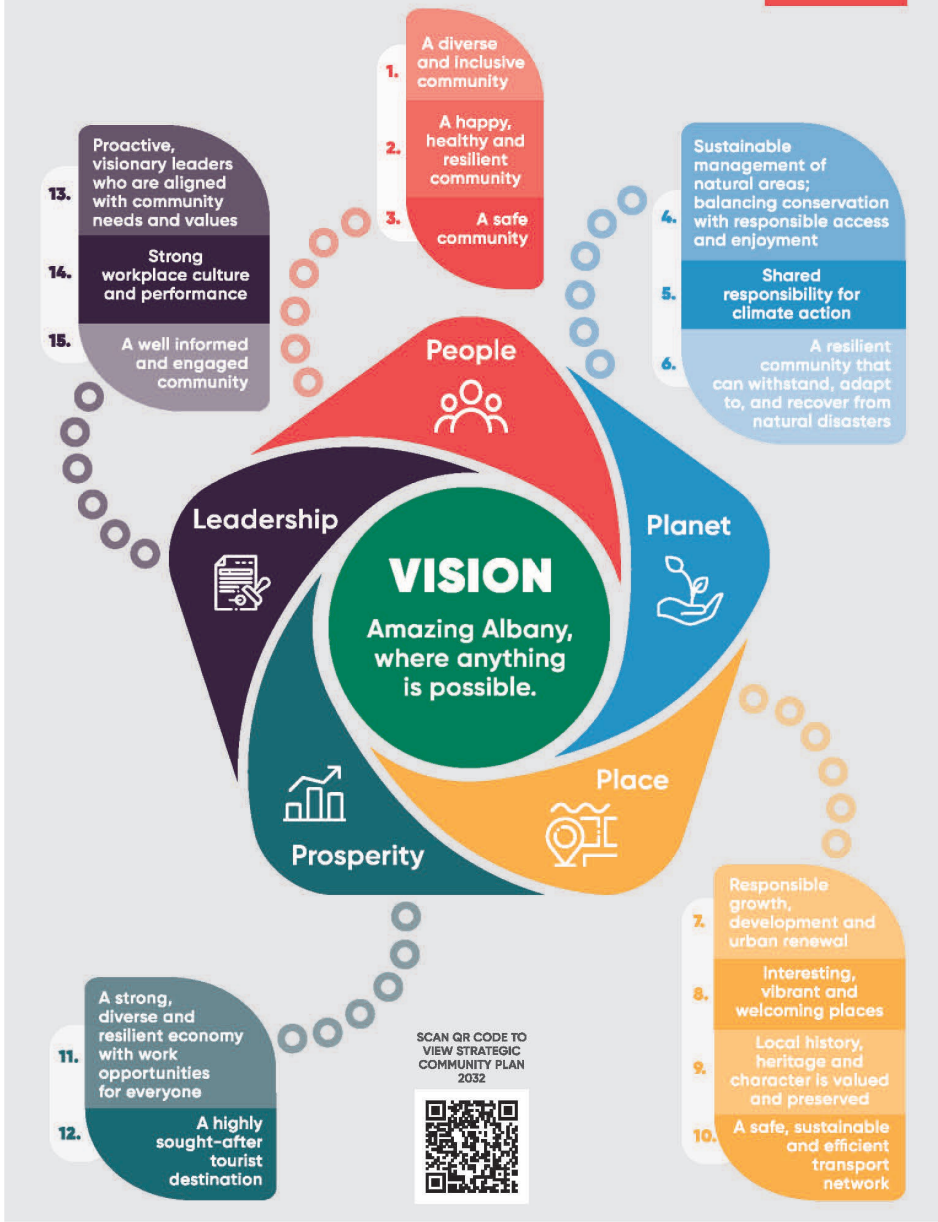 1.
A diverse
and inclusive
community
2.
A happy,
healthy and
resilient
community
3.
A safe
community
13.
Proactive,
visionary leaders
who are aligned
with community
needs and values
14.
Strong
workplace culture
and performance
15.
A well informed
and engaged
community
4.
Sustainable
management of
natural areas;
balancing conservation
with responsible access
and enjoyment
5.
Shared
responsibility for
climate action
6.
A resilient
community that
can withstand, adapt
to, and recover from
natural disasters
People
Leadership
Planet
VISION
Amazing Albany,
where anything
is possible.
Place
Prosperity
7.
Responsible
growth,
development and
urban renewal
8.
Interesting,
vibrant and
welcoming places
9.
Local history,
heritage and
character is valued
and preserved
10.
A safe, sustainable
and efficient
transport
network
11.
A strong,
diverse and
resilient economy
with work
opportunities
for everyone
12.
A highly
sought-after
tourist
destination
SCAN QR CODE TO
VIEW STRATEGIC
COMMUNITY PLAN
2032